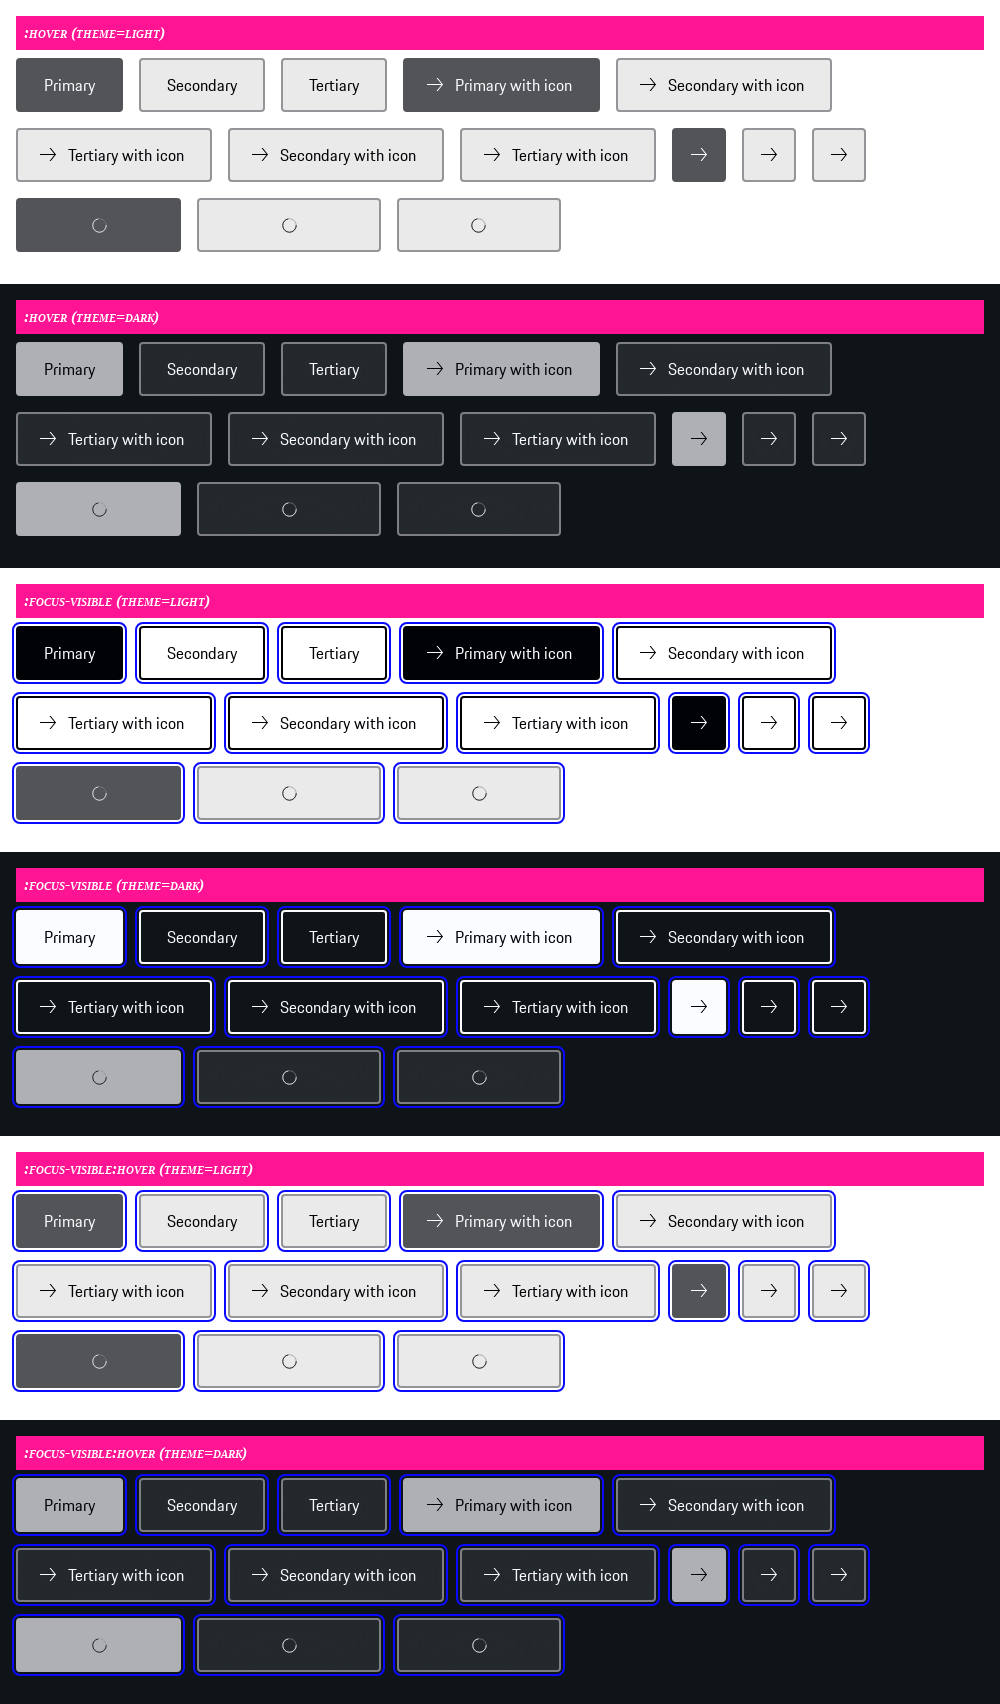 :HOVER (THEME=LIGHT)
Primary Secondary Tertiary Primary with icon Secondary with icon
Tertiary with icon Secondary with icon Tertiary with icon
:HOVER (THEME=DARK)
Primary Secondary Tertiary Primary with icon Secondary with icon
Tertiary with icon Secondary with icon Tertiary with icon
:FOCUS-VISIBLE (THEME=LIGHT)
Primary Secondary Tertiary Primary with icon Secondary with icon
Tertiary with icon Secondary with icon Tertiary with icon
:FOCUS-VISIBLE (THEME=DARK)
Primary Secondary Tertiary Primary with icon Secondary with icon
Tertiary with icon Secondary with icon Tertiary with icon
:FOCUS-VISIBLE:HOVER (THEME=LIGHT)
Primary Secondary Tertiary Primary with icon Secondary with icon
Tertiary with icon Secondary with icon Tertiary with icon
:FOCUS-VISIBLE:HOVER (THEME=DARK)
Primary Secondary Tertiary Primary with icon Secondary with icon
Tertiary with icon Secondary with icon Tertiary with icon